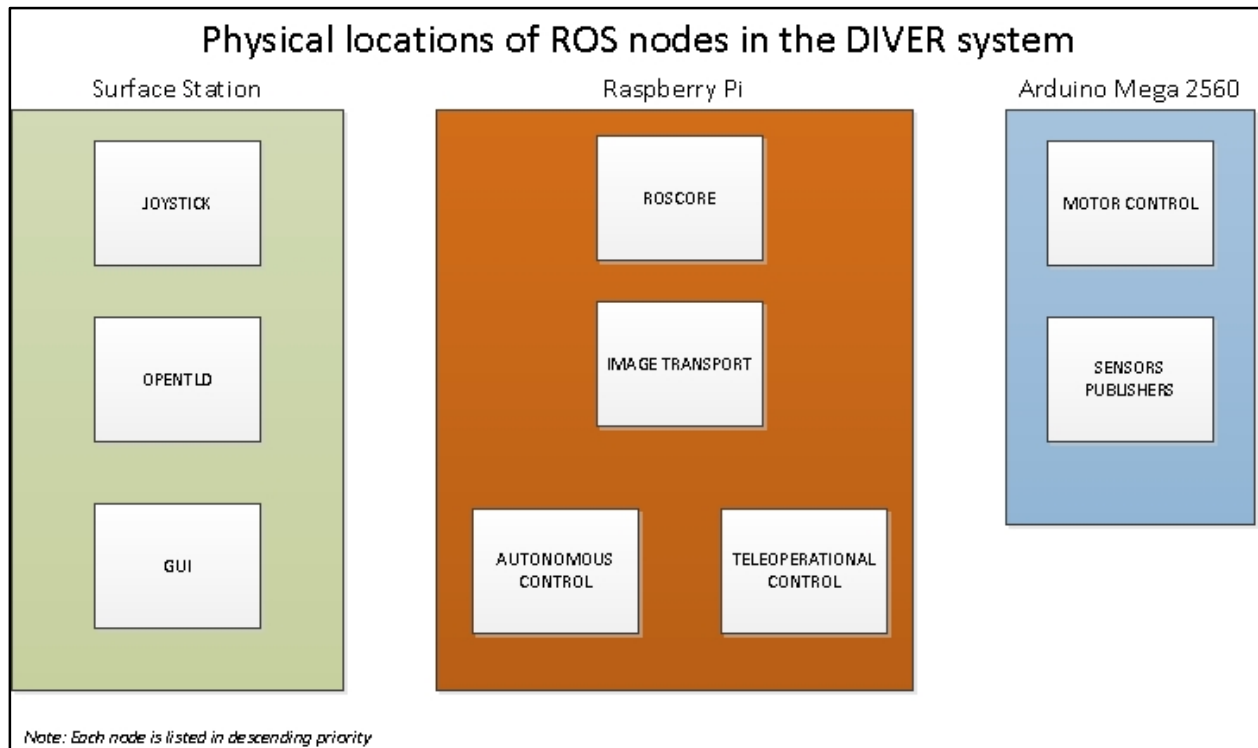 Physical locations of ROS nodes in the DIVER system
Surface Station
JOYSTICK
OPENTLD
GUI
Raspberry Pi
ROSCORE
IMAGE TRANSPORT
AUTONOMOUS
CONTROL
TELEOPERATIONAL
CONTROL
Arduino Mega 2560
MOTOR CONTROL
SENSORS
PUBLISHERS
Note: Each node is listed in descending priority